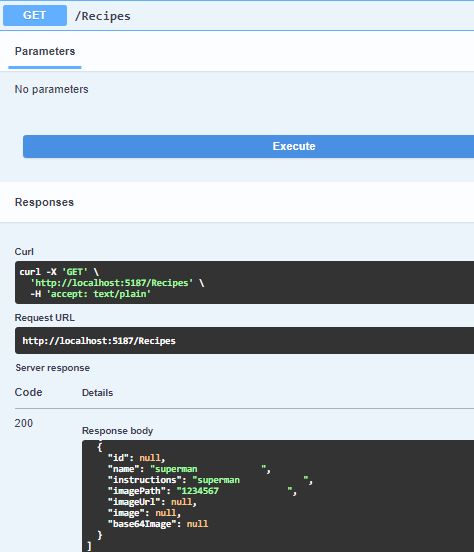 GET /Recipes
Parameters
No parameters
Execute
Responses
Curl
curl -X 'GET' \
  'http://localhost:5187/Recipes' \
  -H 'accept: text/plain'
Request URL
http://localhost:5187/Recipes
Server response
Code Details
200
Response body
  {
    "id": null,
    "name": "superman            ",
    "instructions": "superman            ",
    "imagePath": "1234567             ",
    "imageUrl": null,
    "image": null,
    "base64Image": null
  }
]